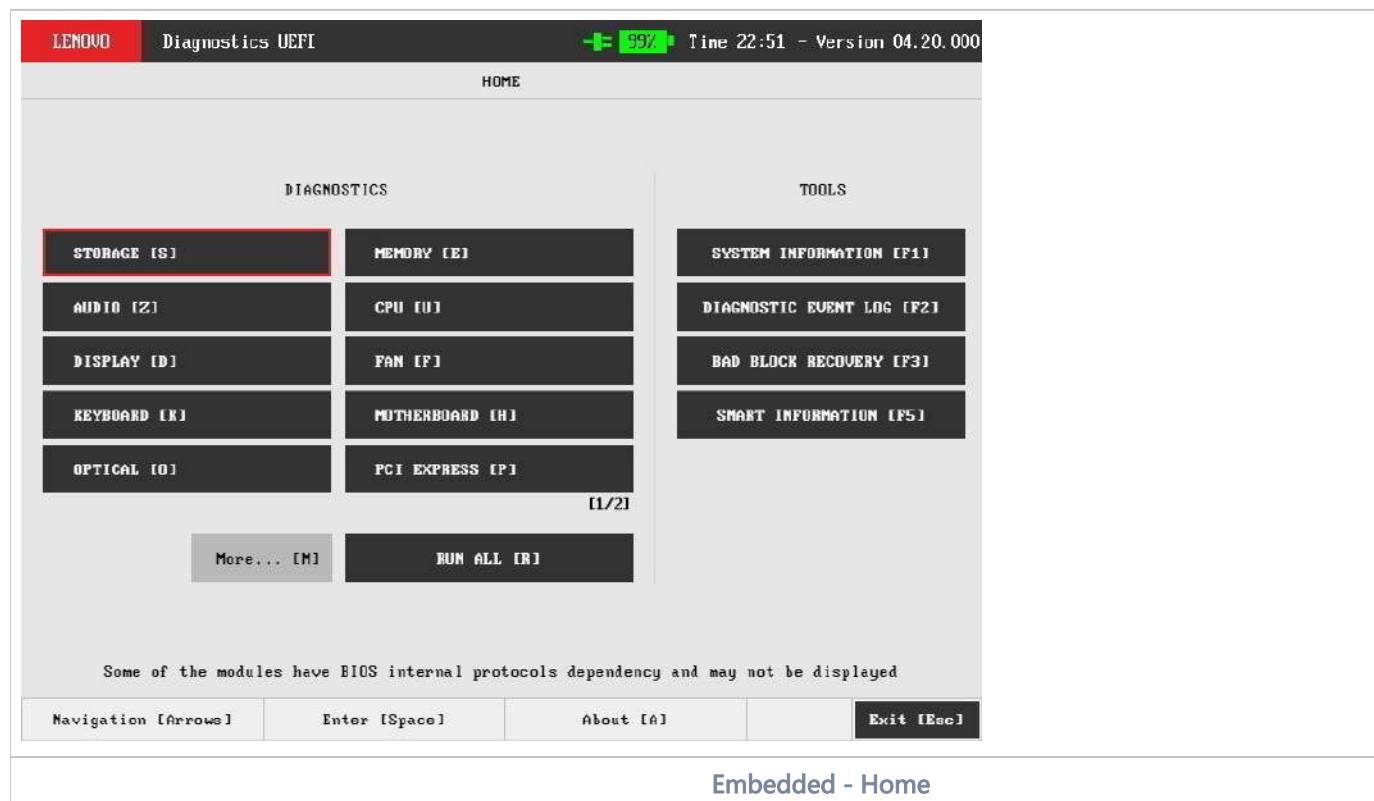 LENOVO Diagnostics UEFI 99% Time 22:51 - Version 04.20.000
HOME
DIAGNOSTICS TOOLS
STORAGE [S] MEMORY [E] SYSTEM INFORMATION [F1]
AUDIO [Z] CPU [U] DIAGNOSTIC EVENT LOG [F2]
DISPLAY [D] FAN [F] BAD BLOCK RECOVERY [F3]
KEYBOARD [K] MOTHERBOARD [H] SMART INFORMATION [F5]
OPTICAL [O] PCI EXPRESS [P]
[1/2]
More... [M] RUN ALL [R]
Some of the modules have BIOS internal protocols dependency and may not be displayed
Navigation [Arrows] Enter [Space] About [A] Exit [Esc]
Embedded - Home